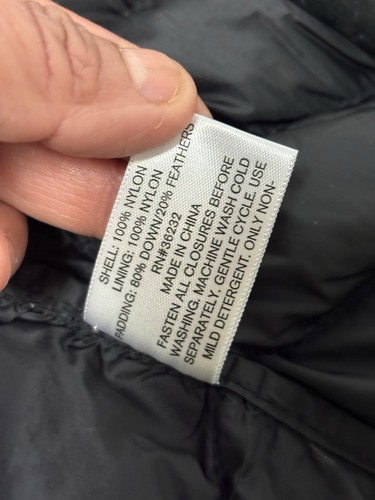 SHELL: 100% NYLON
LINING: 100% NYLON
PADDING: 80% DOWN/20% FEATHERS
RN#36232
MADE IN CHINA
FASTEN ALL CLOSURES BEFORE
WASHING. MACHINE WASH COLD
SEPARATELY. GENTLE CYCLE. USE
MILD DETERGENT. ONLY NON-